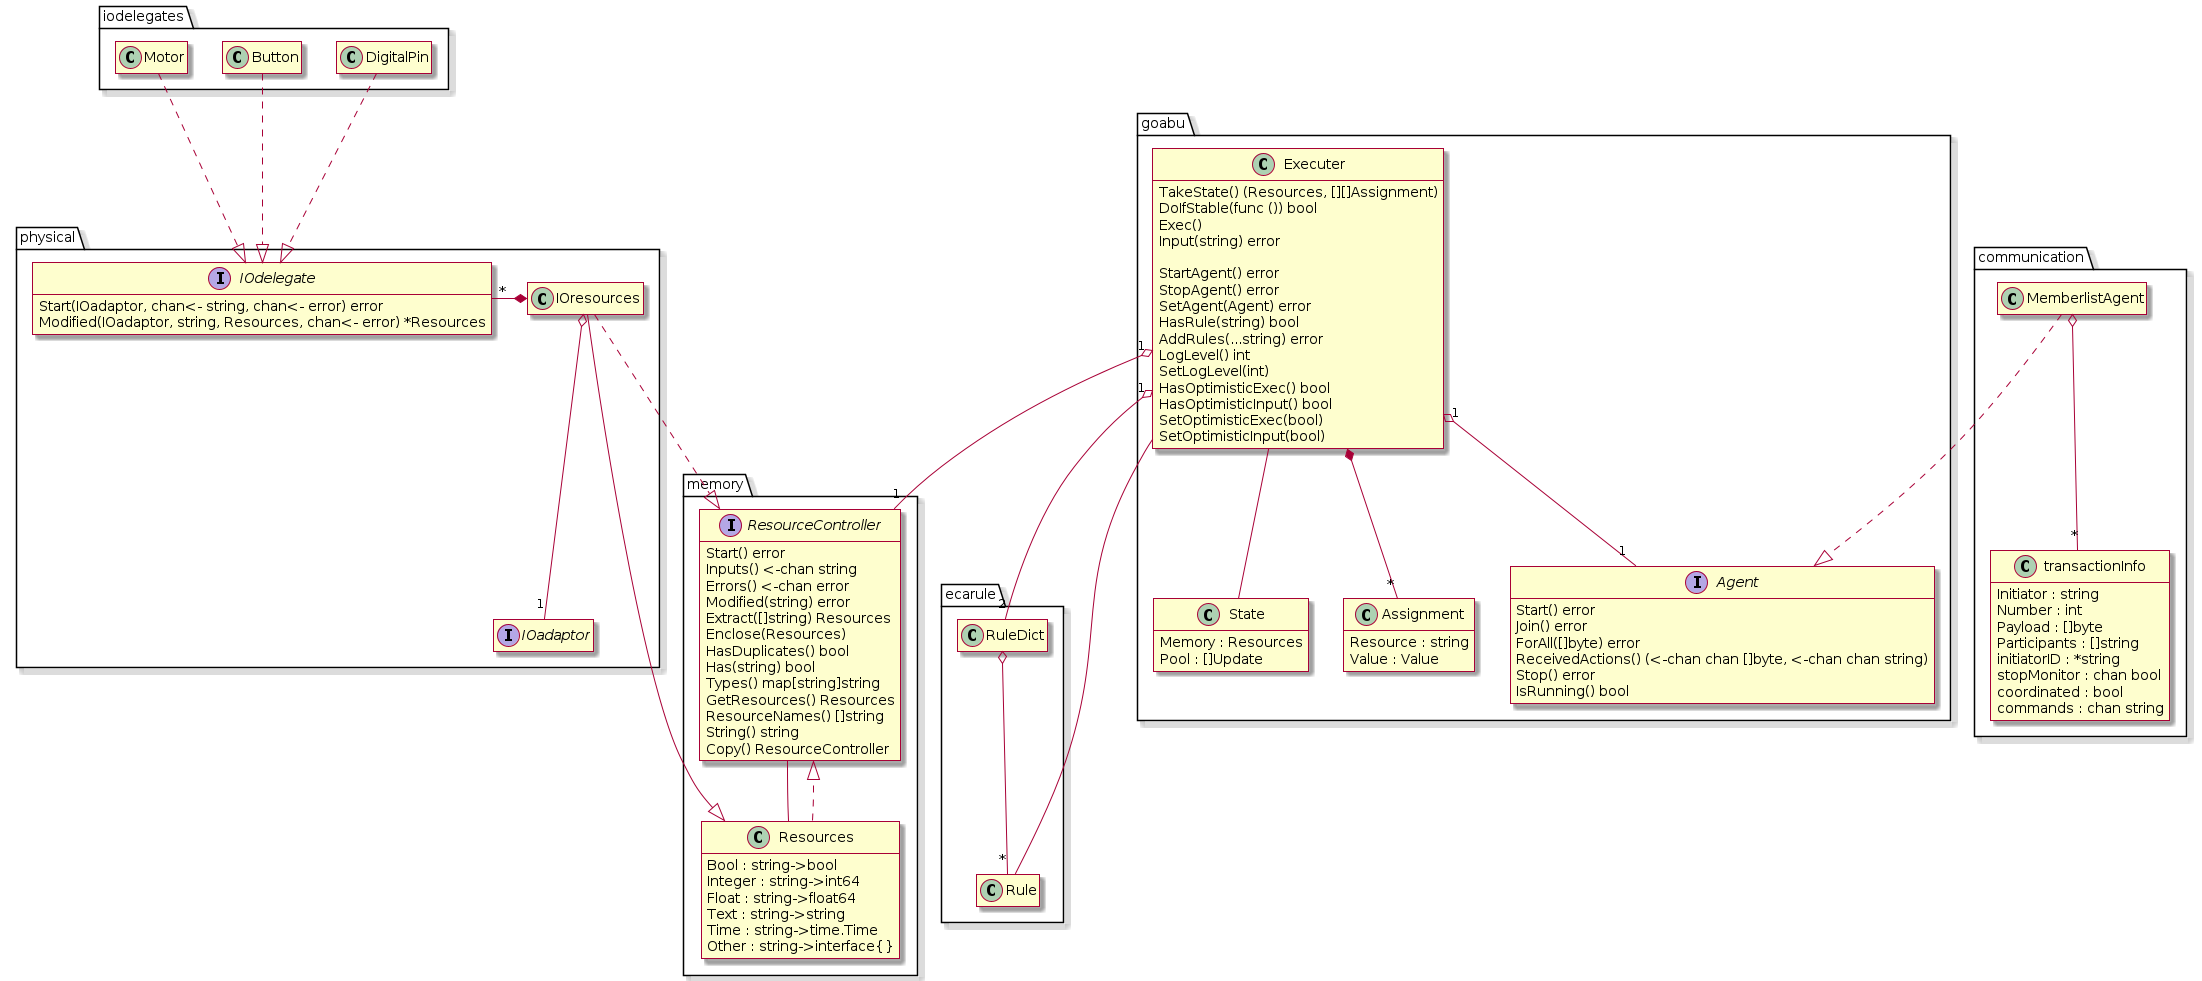 iodelegates
C Motor
C Button
C DigitalPin
physical
I IOdelegate
Start(IOadaptor, chan<- string, chan<- error) error
Modified(IOadaptor, string, Resources, chan<- error) *Resources
*
C IOresources
1
I IOadaptor
memory
1
I ResourceController
Start() error
Inputs() <-chan string
Errors() <-chan error
Modified(string) error
Extract([]string) Resources
Enclose(Resources)
HasDuplicates() bool
Has(string) bool
Types() map[string]string
GetResources() Resources
ResourceNames() []string
String() string
Copy() ResourceController
C Resources
Bool : string->bool
Integer : string->int64
Float : string->float64
Text : string->string
Time : string->time.Time
Other : string->interface{}
ecarule
2
C RuleDict
*
C Rule
goabu
C Executer
TakeState() (Resources, [][]Assignment)
DoIfStable(func ()) bool
Exec()
Input(string) error
StartAgent() error
StopAgent() error
SetAgent(Agent) error
HasRule(string) bool
AddRules(...string) error
LogLevel() int
SetLogLevel(int)
HasOptimisticExec() bool
HasOptimisticInput() bool
SetOptimisticExec(bool)
SetOptimisticInput(bool)
1
1
1
C State
Memory : Resources
Pool : []Update
*
C Assignment
Resource : string
Value : Value
1
I Agent
Start() error
Join() error
ForAll([]byte) error
ReceivedActions() (<-chan chan []byte, <-chan chan string)
Stop() error
IsRunning() bool
communication
C MemberlistAgent
*
C transactionInfo
Initiator : string
Number : int
Payload : []byte
Participants : []string
initiatorID : *string
stopMonitor : chan bool
coordinated : bool
commands : chan string